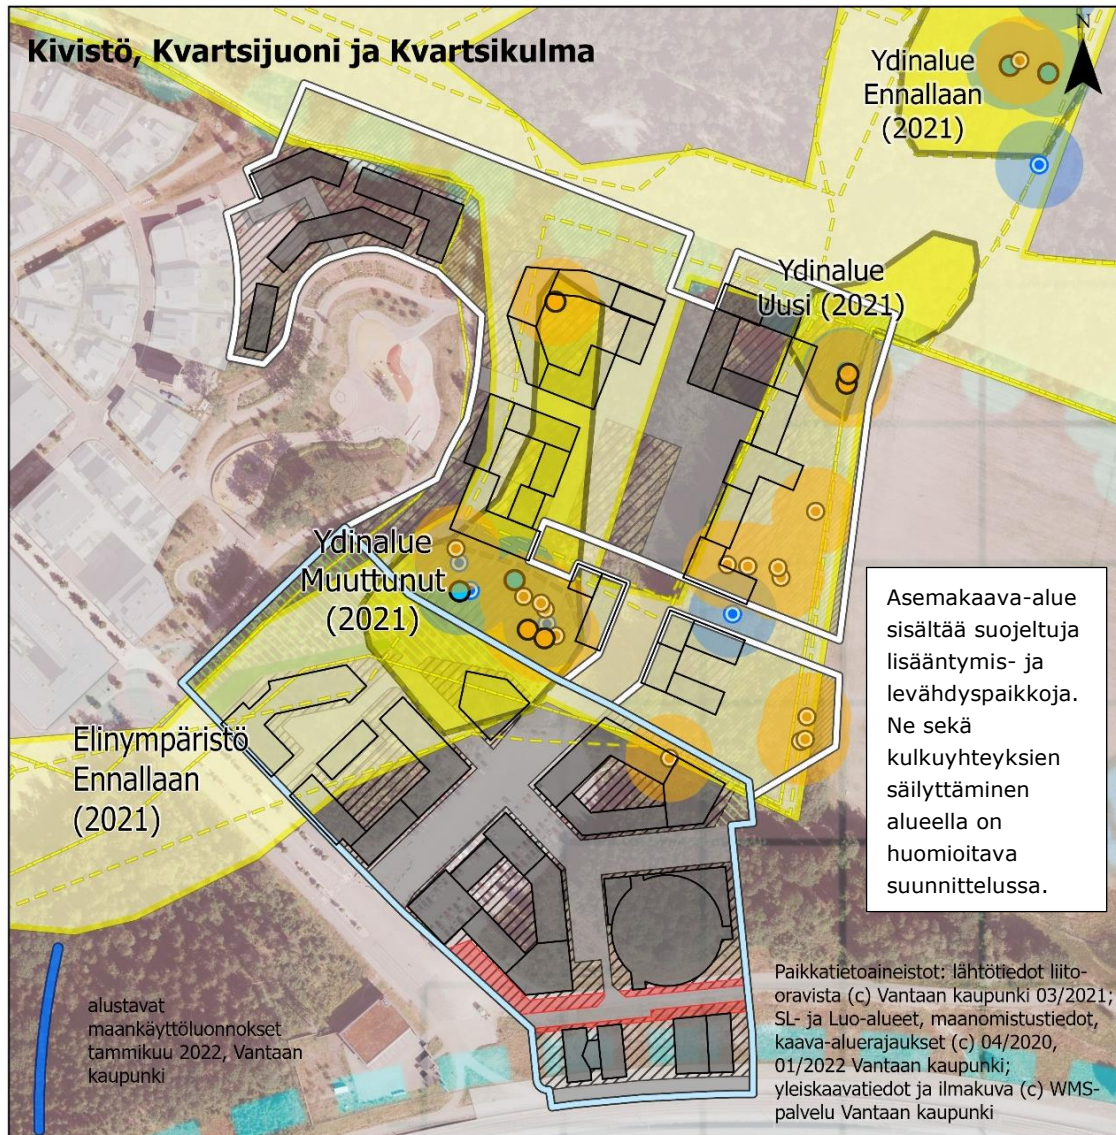 Kivistö, Kvartsijuoni ja Kvartsikulma
N
Ydinalue
Ennallaan
(2021)
Ydinalue
Uusi (2021)
Ydinalue
Muuttunut
(2021)
Elinympäristö
Ennallaan
(2021)
Asemakaava-alue
sisältää suojeltuja
lisääntymis- ja
levähdyspaikkoja.
Ne sekä
kulkuyhteyksien
säilyttäminen
alueella on
huomioitava
suunnittelussa.
alustavat
maankäyttöluonnokset
tammikuu 2022, Vantaan
kaupunki
Paikkatietoaineistot: lähtötiedot liito-
oravista (c) Vantaan kaupunki 03/2021;
SL- ja Luo-alueet, maanomistustiedot,
kaava-aluerajaukset (c) 04/2020,
01/2022 Vantaan kaupunki;
yleiskaavatiedot ja ilmakuva (c) WMS-
palvelu Vantaan kaupunki